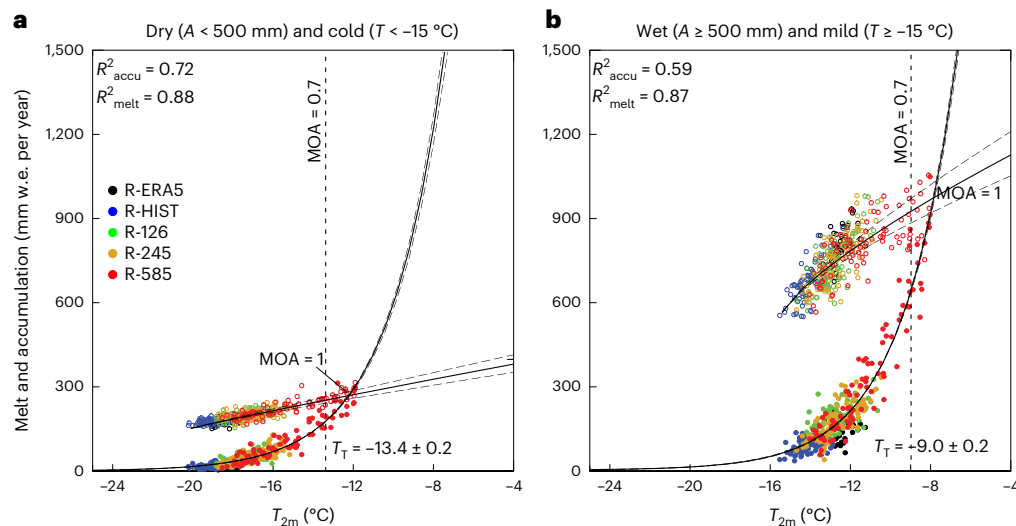 a
Dry (A < 500 mm) and cold (T < –15 °C)
Melt and accumulation (mm w.e. per year)
1,500
1,200
900
600
300
0
R²accu = 0.72
R²melt = 0.88
MOA = 0.7
R-ERA5
R-HIST
R-126
R-245
R-585
MOA = 1
TT = –13.4 ± 0.2
–24
–20
–16
–12
–8
–4
T2m (°C)
b
Wet (A ≥ 500 mm) and mild (T ≥ –15 °C)
1,500
1,200
900
600
300
0
R²accu = 0.59
R²melt = 0.87
MOA = 0.7
MOA = 1
TT = –9.0 ± 0.2
–24
–20
–16
–12
–8
–4
T2m (°C)